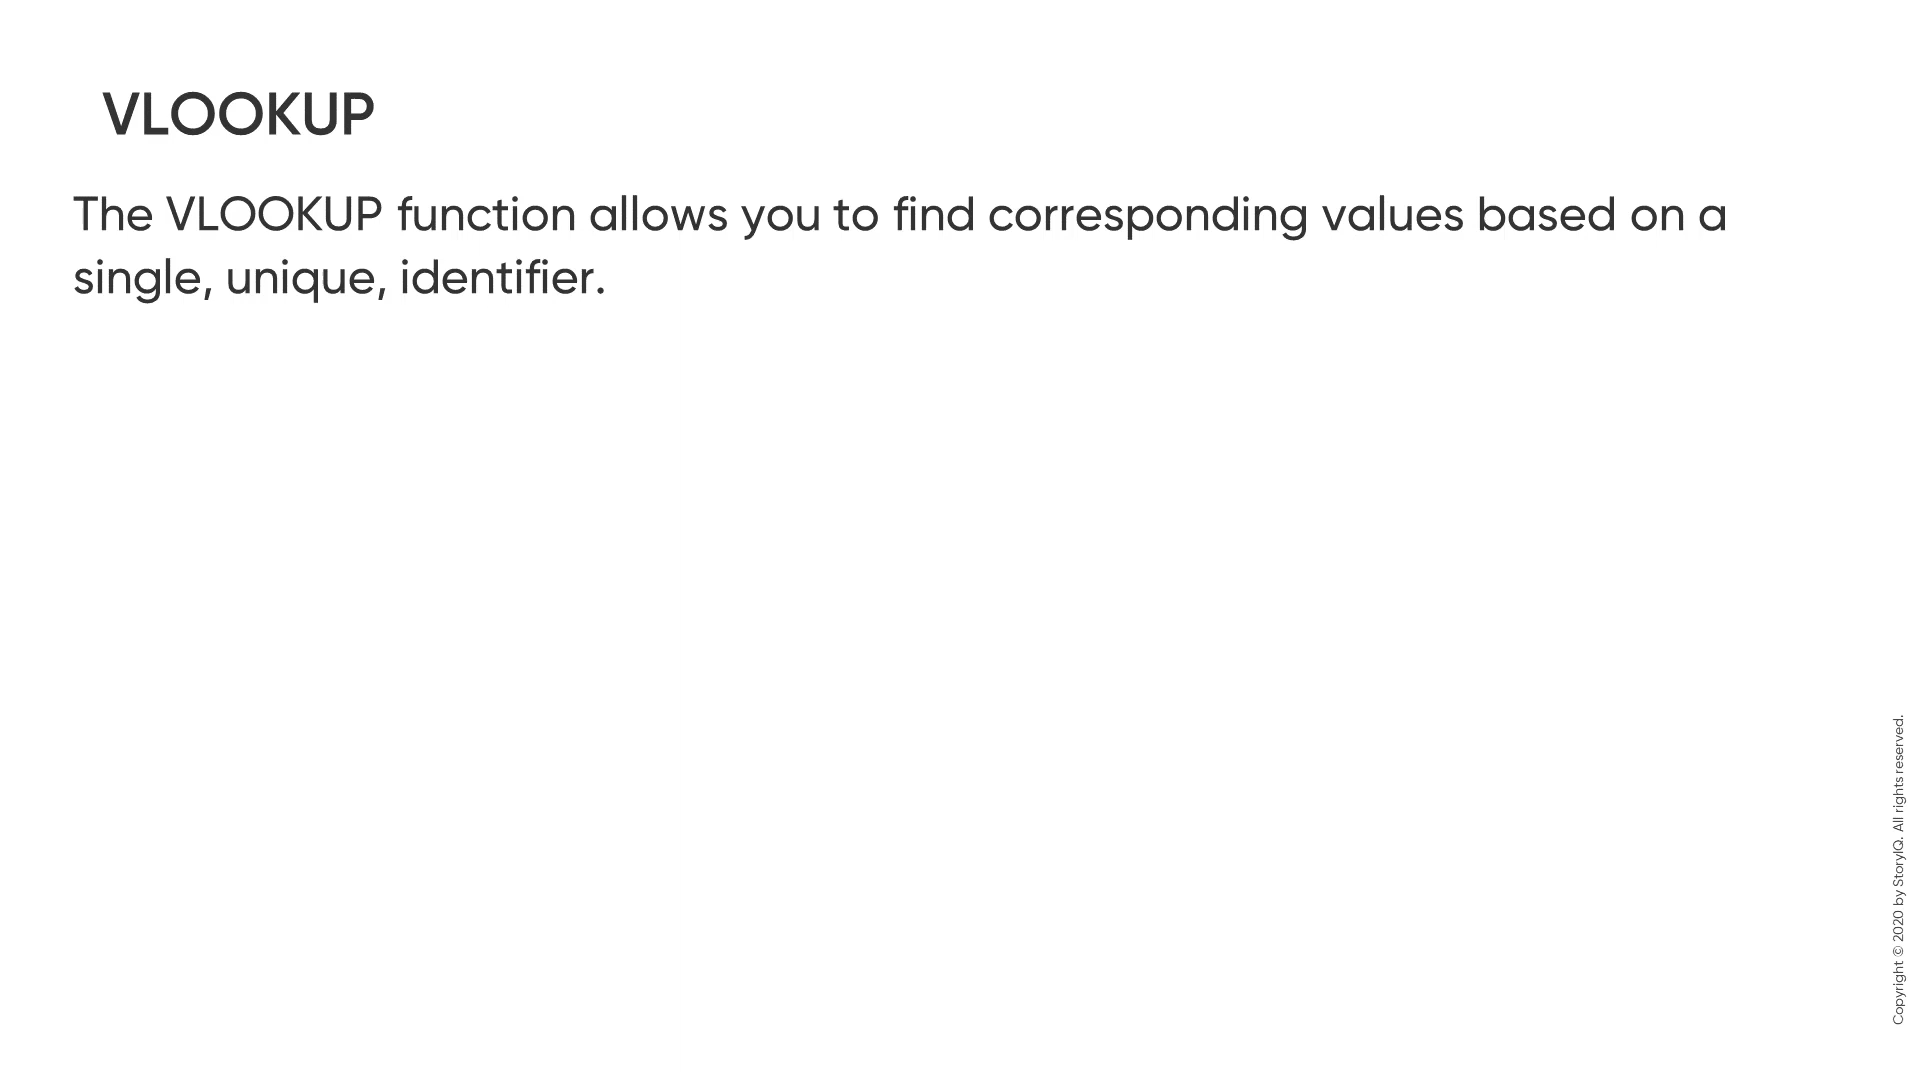 VLOOKUP
The VLOOKUP function allows you to find corresponding values based on a
single, unique, identifier.
Copyright © 2020 by StoryIQ. All rights reserved.